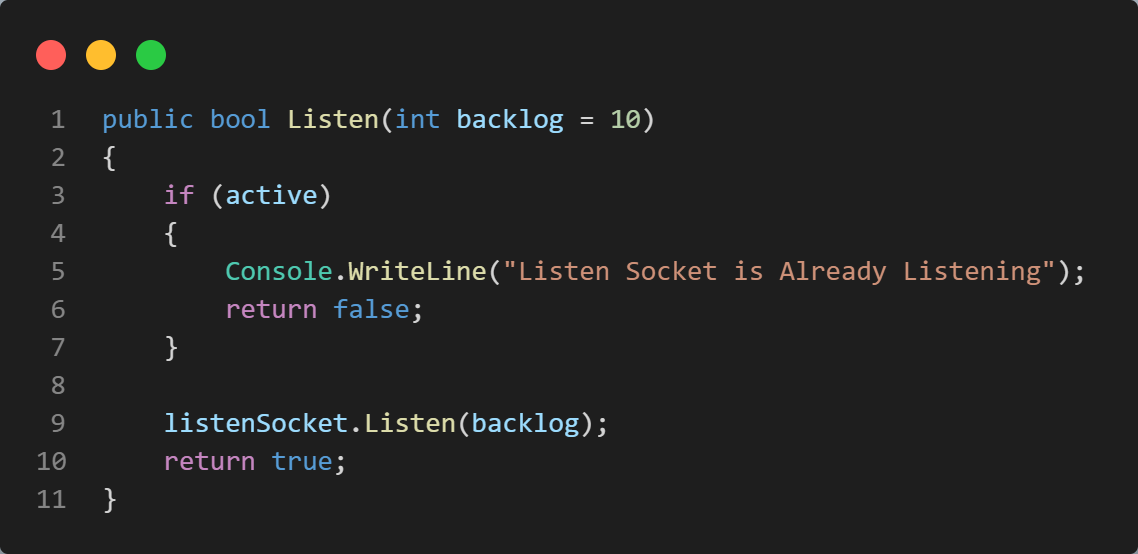 1 public bool Listen(int backlog = 10)
2 {
3     if (active)
4     {
5         Console.WriteLine("Listen Socket is Already Listening");
6         return false;
7     }
8
9     listenSocket.Listen(backlog);
10     return true;
11 }